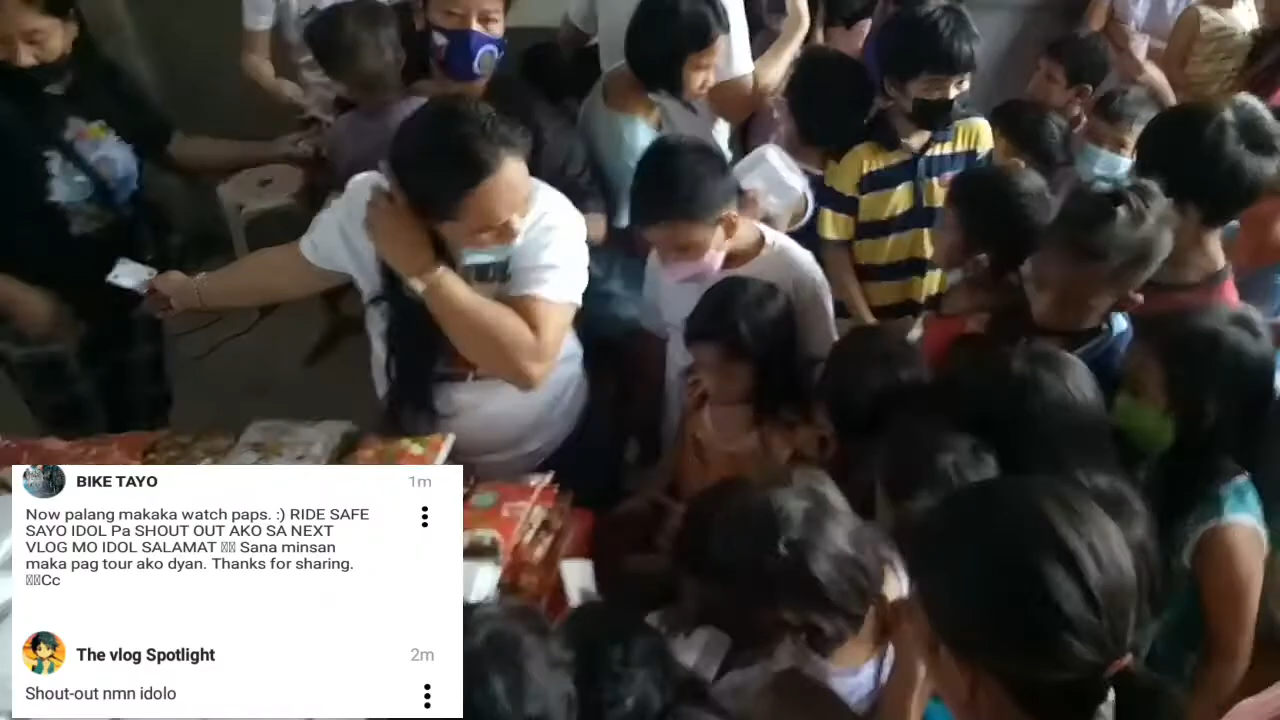 BIKE TAYO
1m
Now palang makaka watch paps. :) RIDE SAFE
SAYO IDOL Pa SHOUT OUT AKO SA NEXT
VLOG MO IDOL SALAMAT Sana minsan
maka pag tour ako dyan. Thanks for sharing.
Cc
The vlog Spotlight
2m
Shout-out nmn idolo